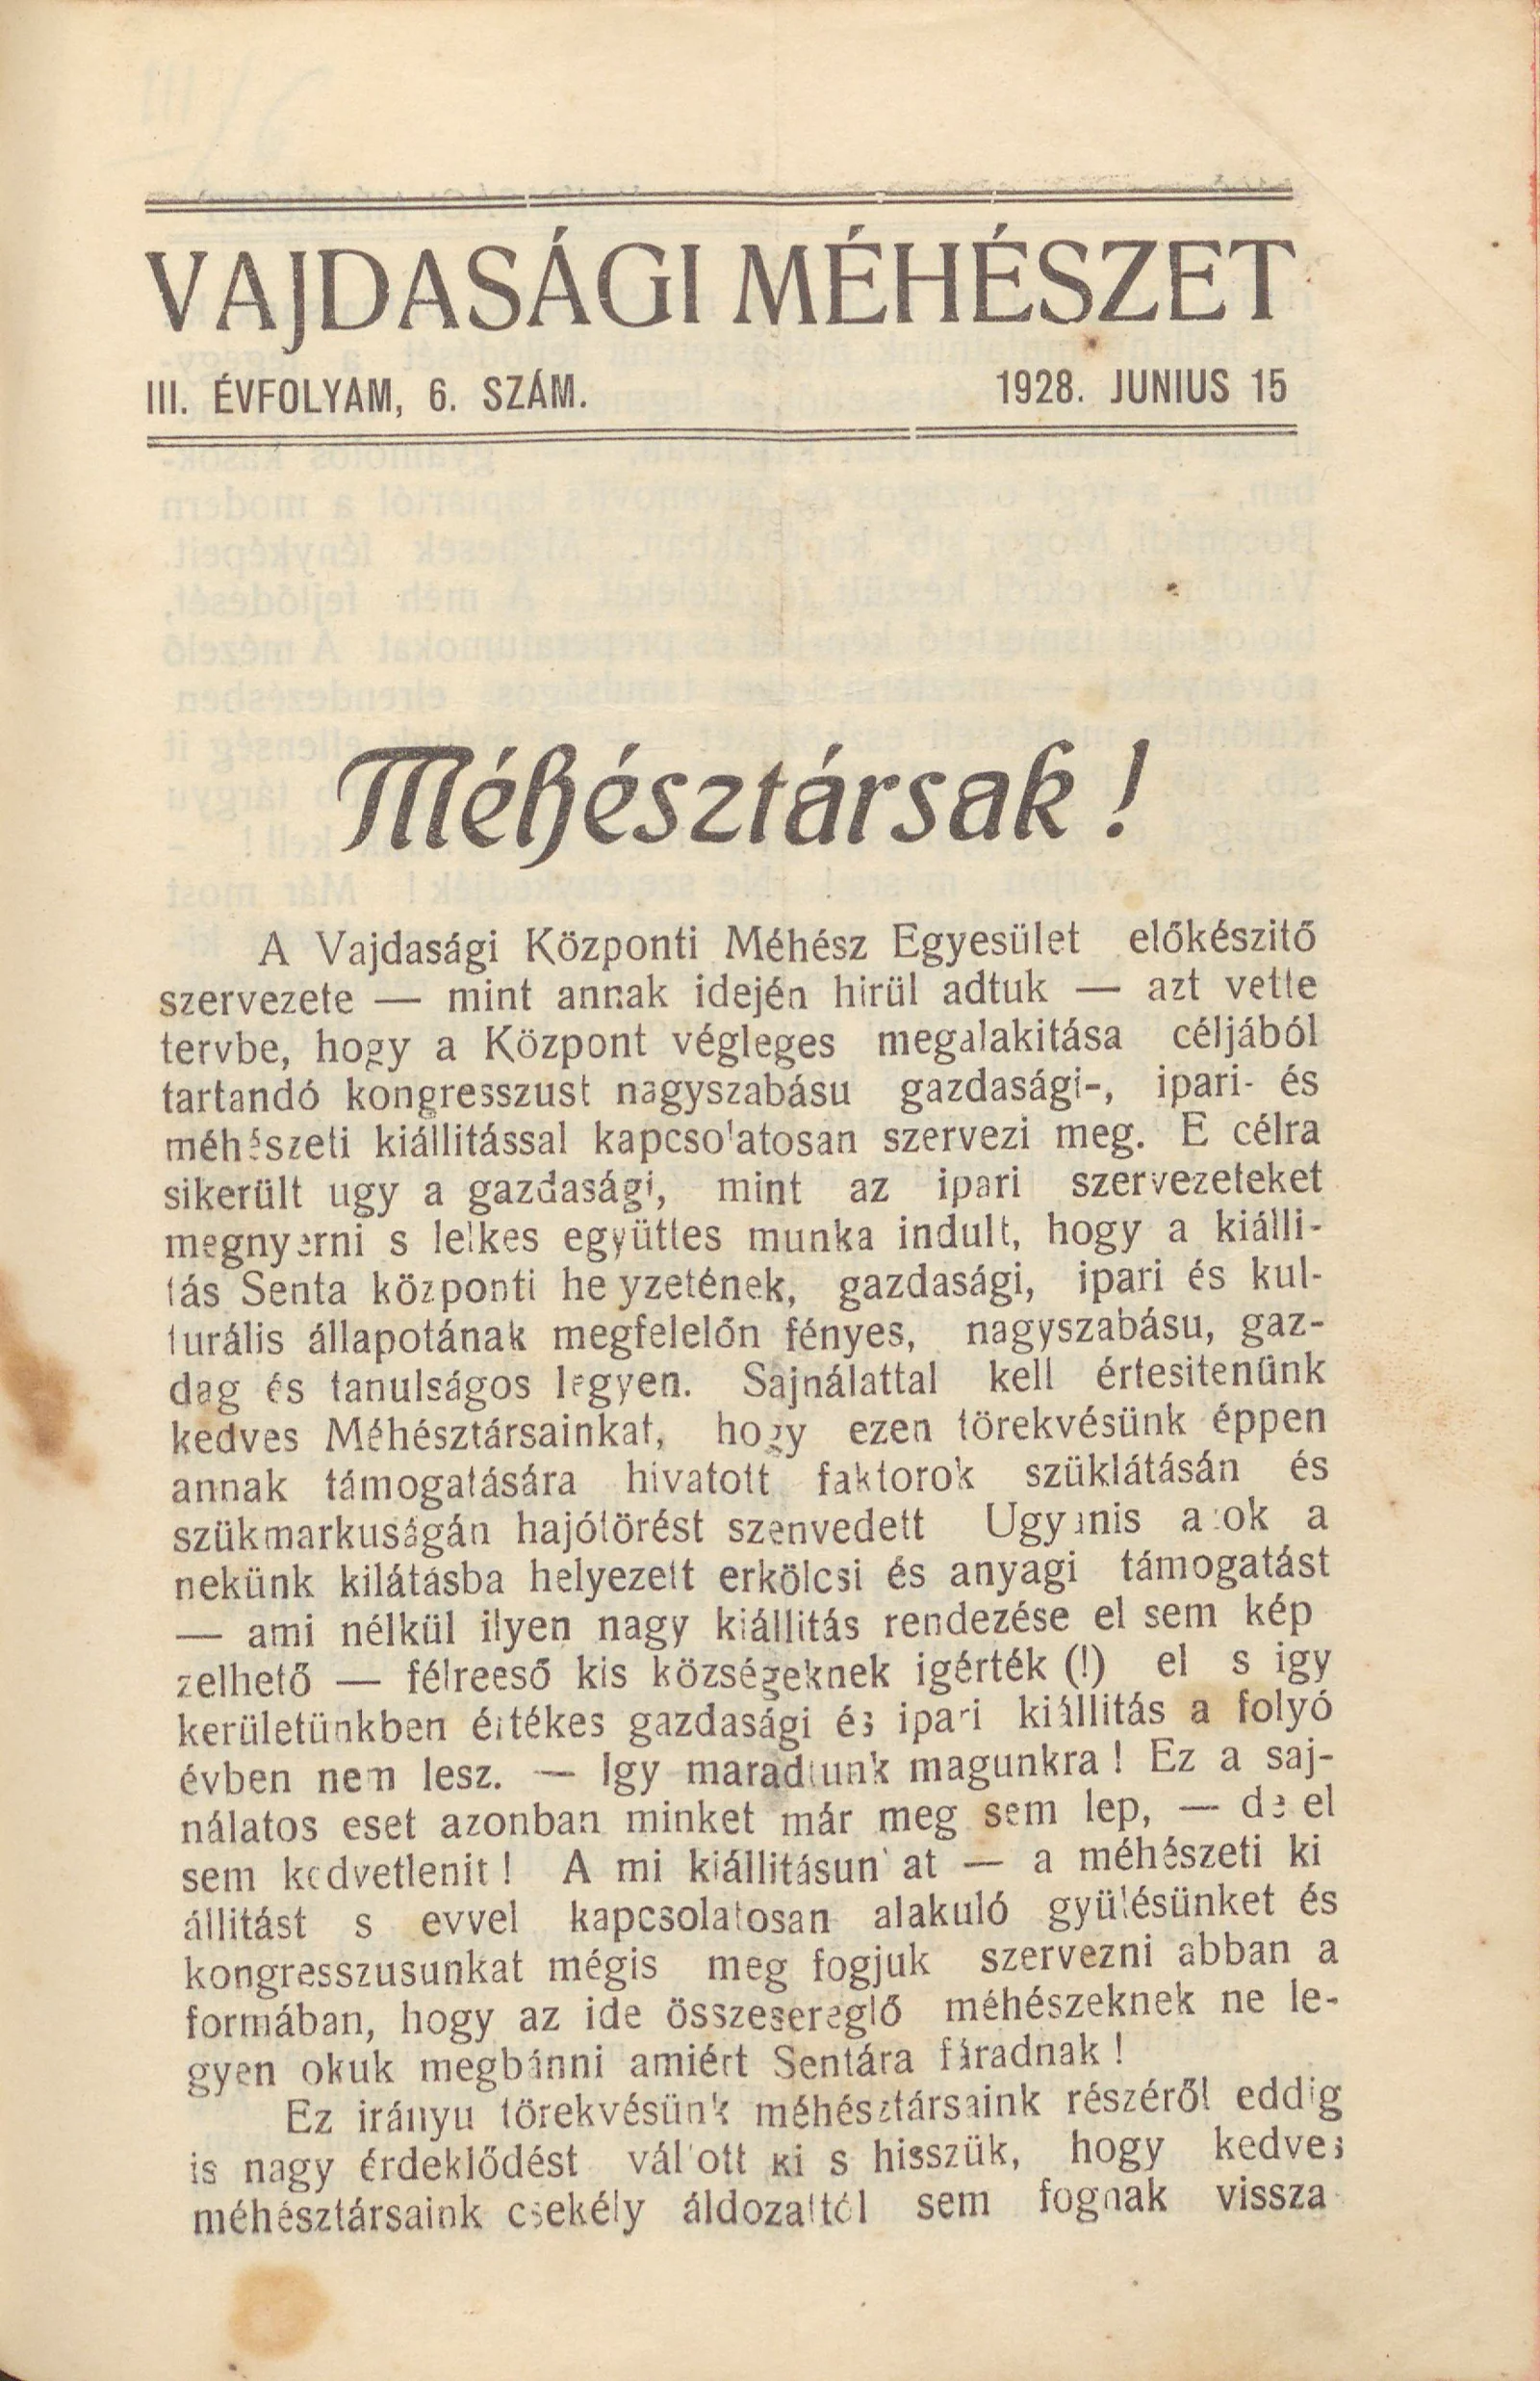 VAJDASÁGI MÉHÉSZET
III. ÉVFOLYAM, 6. SZÁM. 1928. JUNIUS 15
Méhésztársak!
A Vajdasági Központi Méhész Egyesület előkészitő
szervezete — mint annak idején hirül adtuk — azt vette
tervbe, hogy a Központ végleges megalakitása céljából
tartandó kongresszust nagyszabásu gazdasági-, ipari- és
méhészeti kiállitással kapcsolatosan szervezi meg. E célra
sikerült ugy a gazdasági, mint az ipari szervezeteket
megnyerni s lelkes együttes munka indult, hogy a kiálli-
tás Senta központi he yzetének, gazdasági, ipari és kul-
turális állapotának megfelelőn fényes, nagyszabásu, gaz-
dag és tanulságos legyen. Sajnálattal kell értesitenünk
kedves Méhésztársainkat, hogy ezen törekvésünk éppen
annak támogatására hivatott faktorok szüklátásán és
szükmarkuságán hajótörést szenvedett Ugyanis azok a
nekünk kilátásba helyezett erkölcsi és anyagi támogatást
— ami nélkül ilyen nagy kiállitás rendezése el sem kép
zelhető — félreeső kis községeknek igérték (!) el s igy
kerületünkben értékes gazdasági és ipari kiállitás a folyó
évben nem lesz. — Igy maradtunk magunkra! Ez a saj-
nálatos eset azonban minket már meg sem lep, — de el
sem kedvetlenit! A mi kiállitásunkat — a méhészeti ki
állitást s evvel kapcsolatosan alakuló gyülésünket és
kongresszusunkat mégis meg fogjuk szervezni abban a
formában, hogy az ide összesereglő méhészeknek ne le-
gyen okuk megbánni amiért Sentára fáradnak!
Ez irányu törekvésünk méhésztársaink részéről eddig
is nagy érdeklődést váltott ki s hisszük, hogy kedves
méhésztársaink csekély áldozattól sem fognak vissza-